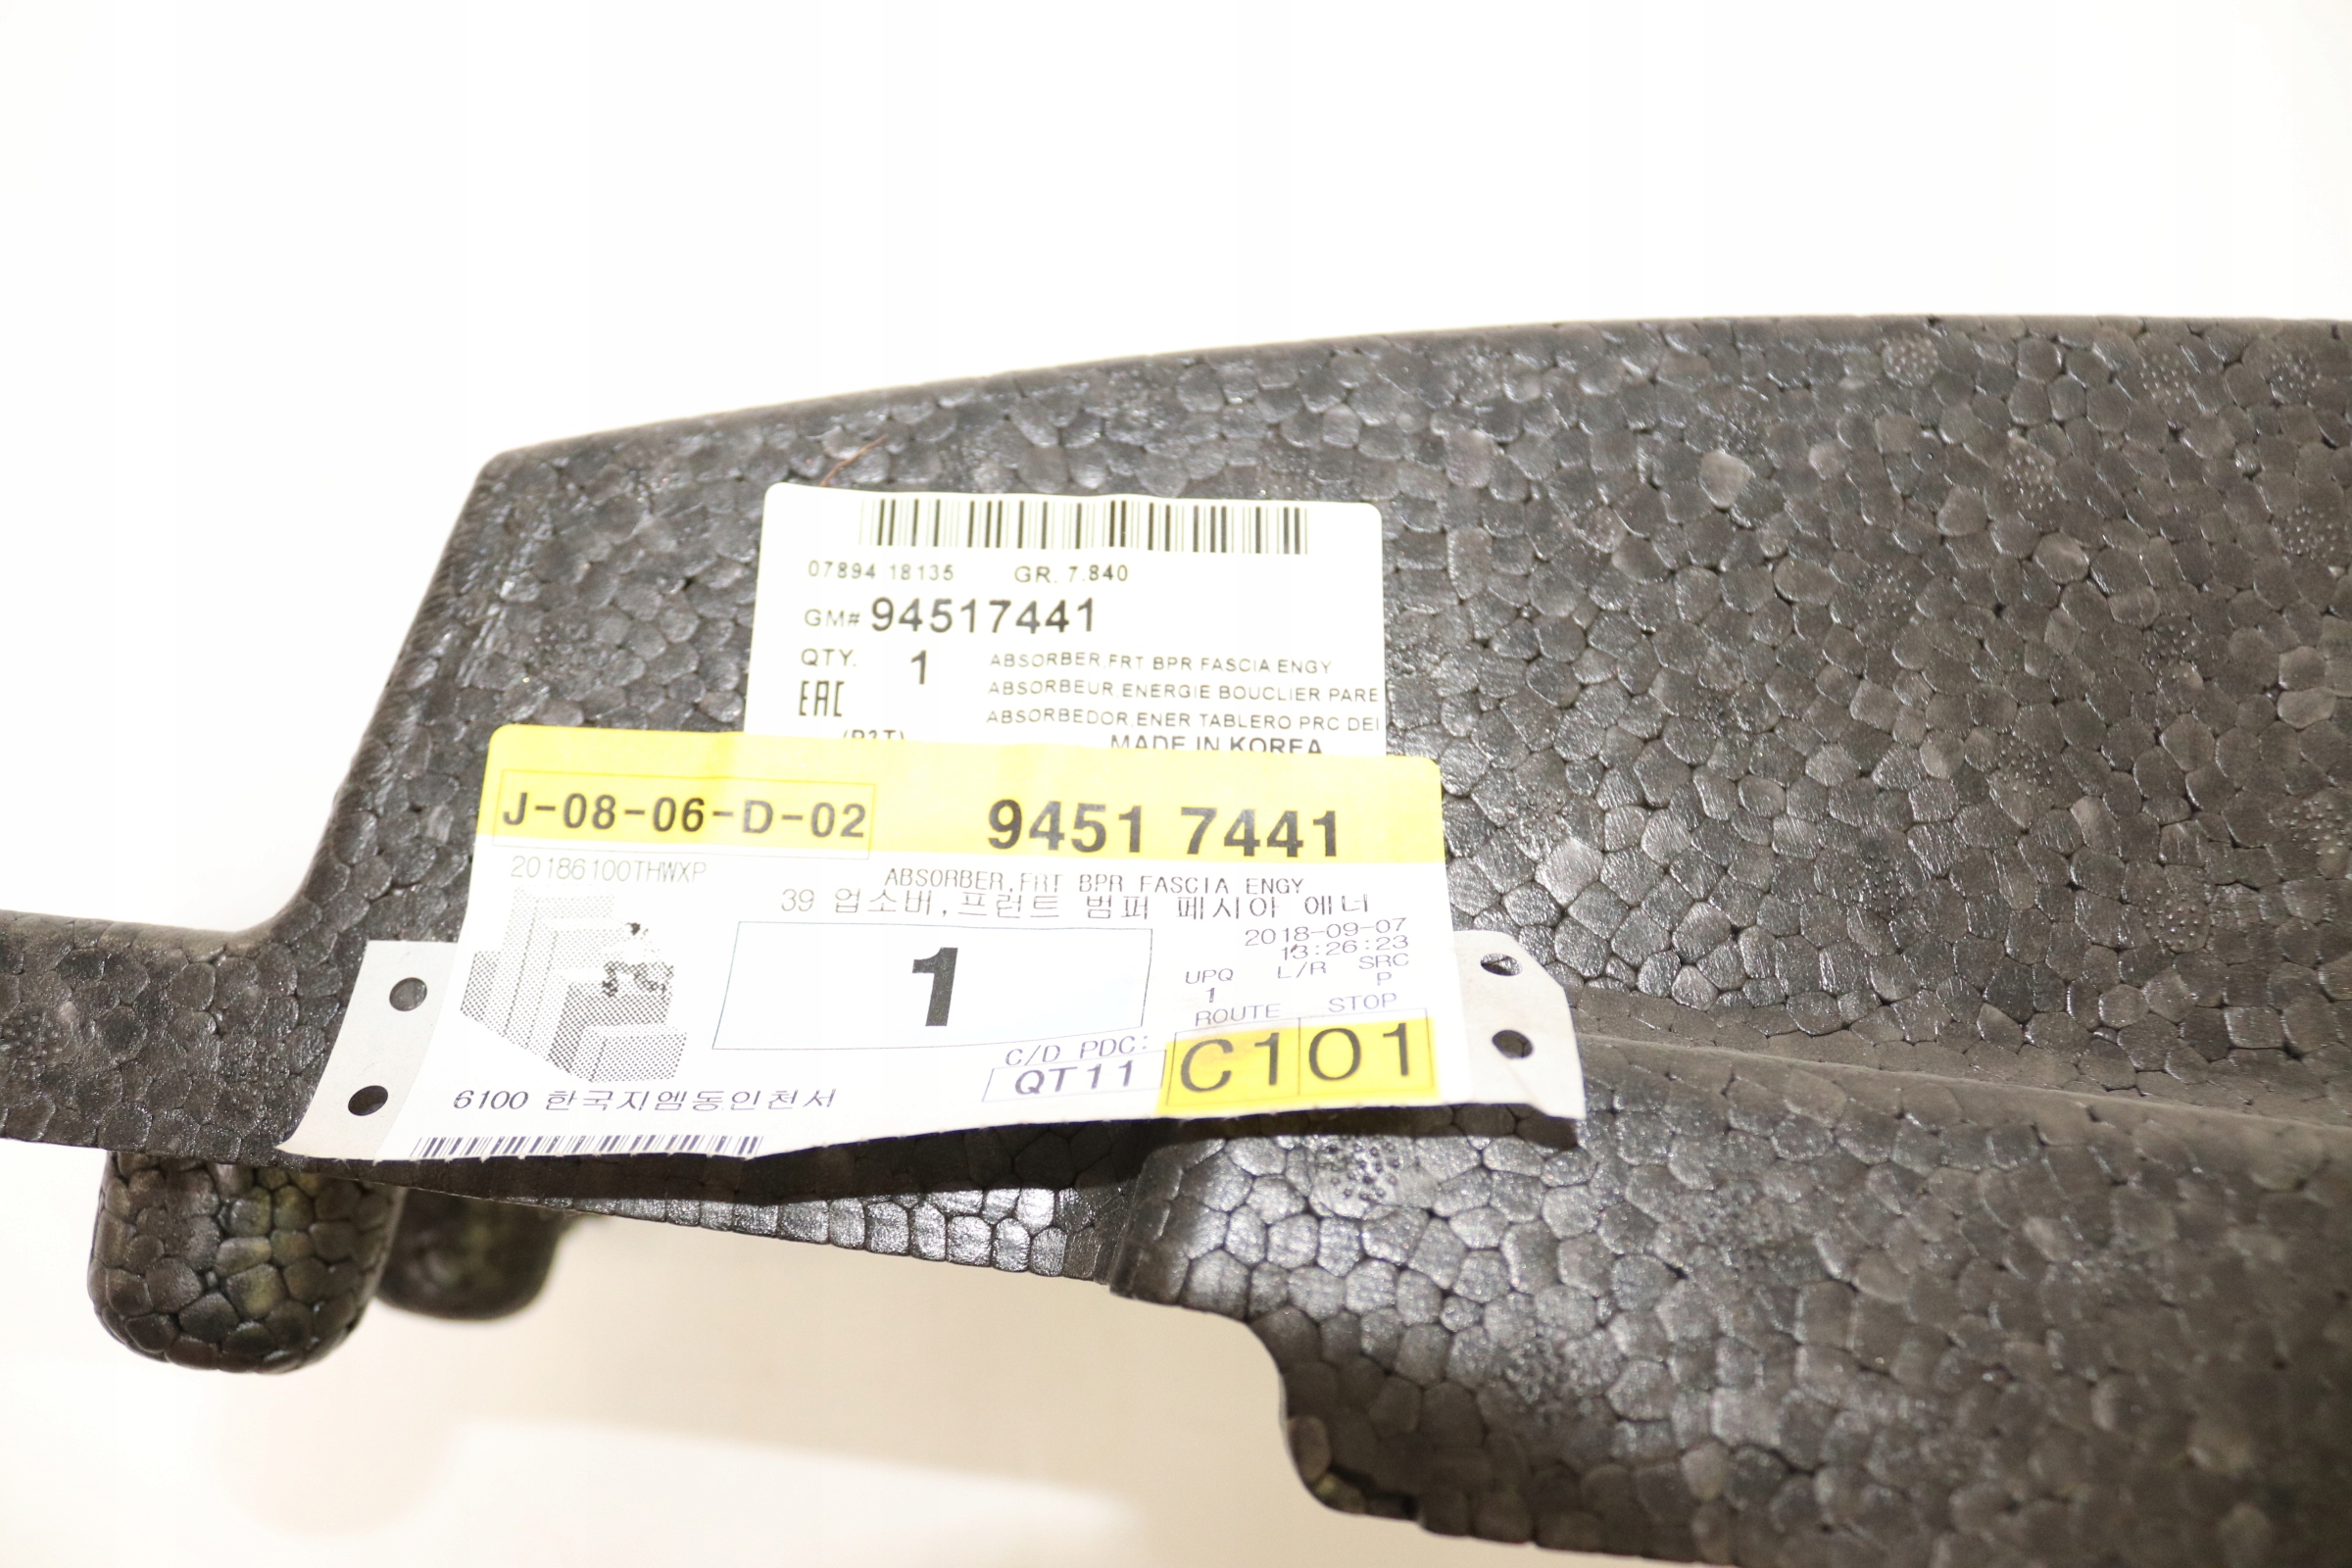 07894 18135 GR. 7.840
GM# 94517441
QTY. 1
ABSORBER,FRT BPR FASCIA ENGY
EAC
ABSORBEUR,ENERGIE BOUCLIER PARE
ABSORBEDOR,ENER TABLERO PRC DEI
MADE IN KOREA
J-08-06-D-02 9451 7441
20186100THWXP
ABSORBER,FRT BPR FASCIA ENGY
39 업소버,프런트 범퍼 페시아 에너
1
2018-09-07
13:26:23
UPQ L/R SRC
1 P
ROUTE STOP
C/D PDC:
QT11 C101
6100 한국지엠동인천서